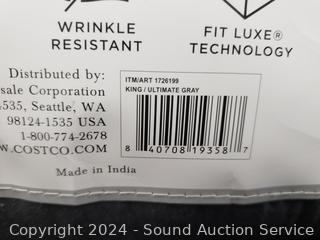 WRINKLE
RESISTANT
FIT LUXE®
TECHNOLOGY
Distributed by:
sale Corporation
4535, Seattle, WA
98124-1535 USA
1-800-774-2678
W.COSTCO.COM
Made in India
ITM/ART 1726199
KING / ULTIMATE GRAY
8 40708 19358 7
Copyright 2024 - Sound Auction Service